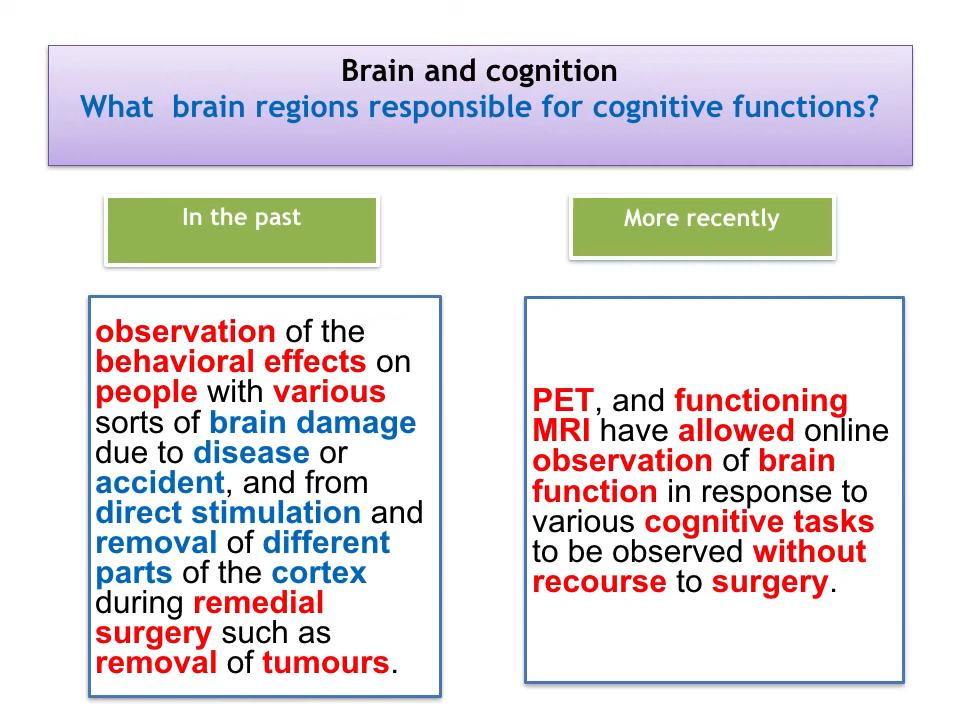 Brain and cognition
What  brain regions responsible for cognitive functions?
In the past
More recently
observation of the
behavioral effects on
people with various
sorts of brain damage
due to disease or
accident, and from
direct stimulation and
removal of different
parts of the cortex
during remedial
surgery such as
removal of tumours.
PET, and functioning
MRI have allowed online
observation of brain
function in response to
various cognitive tasks
to be observed without
recourse to surgery.